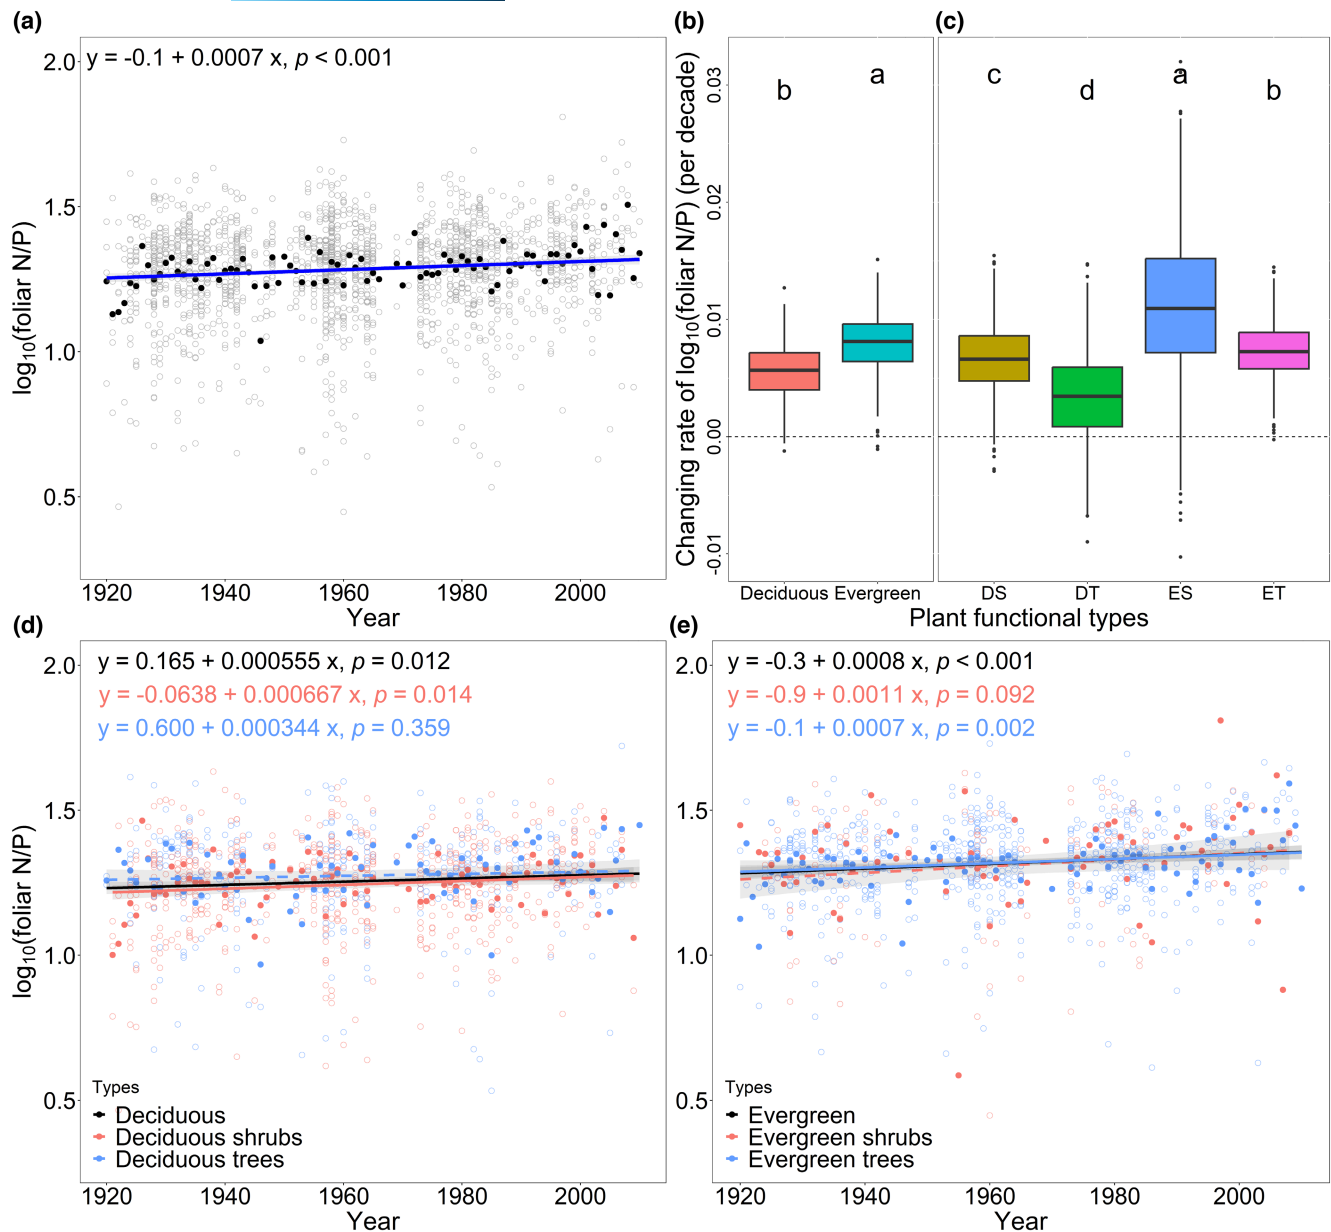 (a)
y = -0.1 + 0.0007 x, p < 0.001
2.0
1.5
1.0
0.5
log10(foliar N/P)
1920 1940 1960 1980 2000
Year
(b)
(c)
b a
c d a b
Changing rate of log10(foliar N/P) (per decade)
0.03
0.02
0.01
0.00
-0.01
Deciduous Evergreen
DS DT ES ET
Plant functional types
(d)
y = 0.165 + 0.000555 x, p = 0.012
y = -0.0638 + 0.000667 x, p = 0.014
y = 0.600 + 0.000344 x, p = 0.359
2.0
1.5
1.0
0.5
log10(foliar N/P)
Types
Deciduous
Deciduous shrubs
Deciduous trees
1920 1940 1960 1980 2000
Year
(e)
y = -0.3 + 0.0008 x, p < 0.001
y = -0.9 + 0.0011 x, p = 0.092
y = -0.1 + 0.0007 x, p = 0.002
2.0
1.5
1.0
0.5
Types
Evergreen
Evergreen shrubs
Evergreen trees
1920 1940 1960 1980 2000
Year